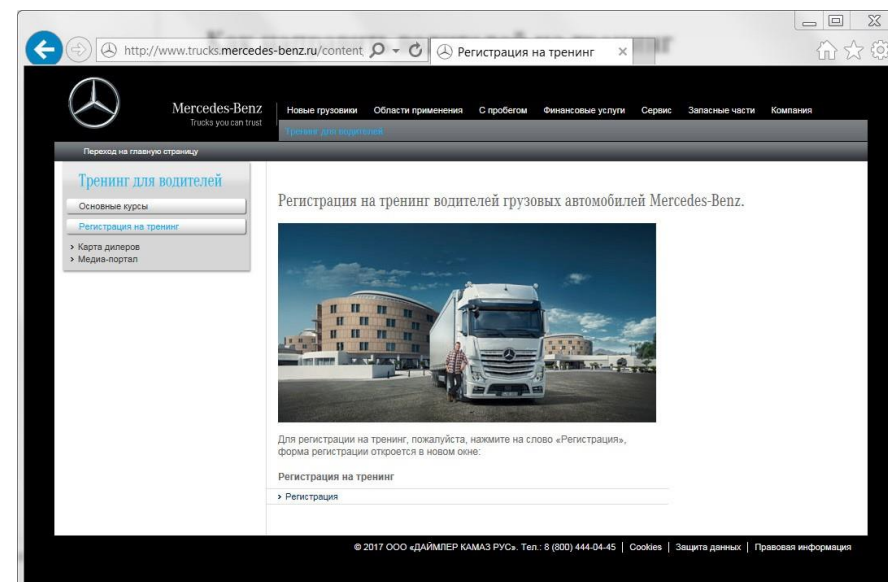 http://www.trucks.mercedes-benz.ru/content
Регистрация на тренинг
Mercedes-Benz
Trucks you can trust
Новые грузовики Области применения С пробегом Финансовые услуги Сервис Запасные части Компания
Тренинг для водителей
Переход на главную страницу
Тренинг для водителей
Основные курсы
Регистрация на тренинг
Карта дилеров
Медиа-портал
Регистрация на тренинг водителей грузовых автомобилей Mercedes-Benz.
Для регистрации на тренинг, пожалуйста, нажмите на слово «Регистрация»,
форма регистрации откроется в новом окне:
Регистрация на тренинг
Регистрация
© 2017 ООО «ДАЙМЛЕР КАМАЗ РУС». Тел.: 8 (800) 444-04-45 | Cookies | Защита данных | Правовая информация